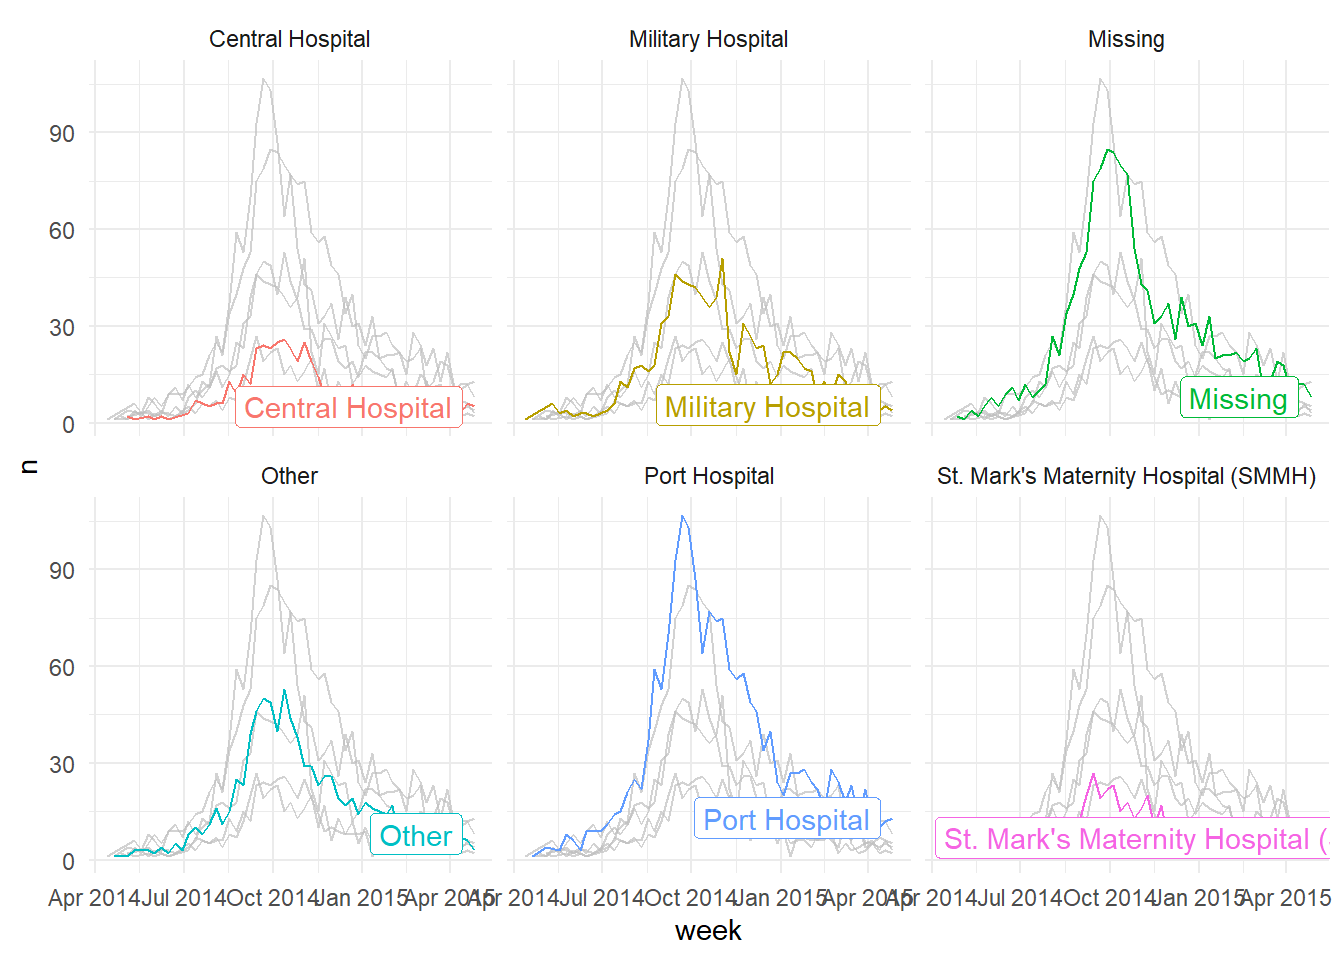 Central Hospital Military Hospital Missing
90
60
30
0
Central Hospital Military Hospital Missing
n
Other Port Hospital St. Mark's Maternity Hospital (SMMH)
90
60
30
0
Other Port Hospital St. Mark's Maternity Hospital (
Apr 2014 Jul 2014 Oct 2014 Jan 2015 Apr 2015 Apr 2014 Jul 2014 Oct 2014 Jan 2015 Apr 2015 Apr 2014 Jul 2014 Oct 2014 Jan 2015 Apr 2015
week